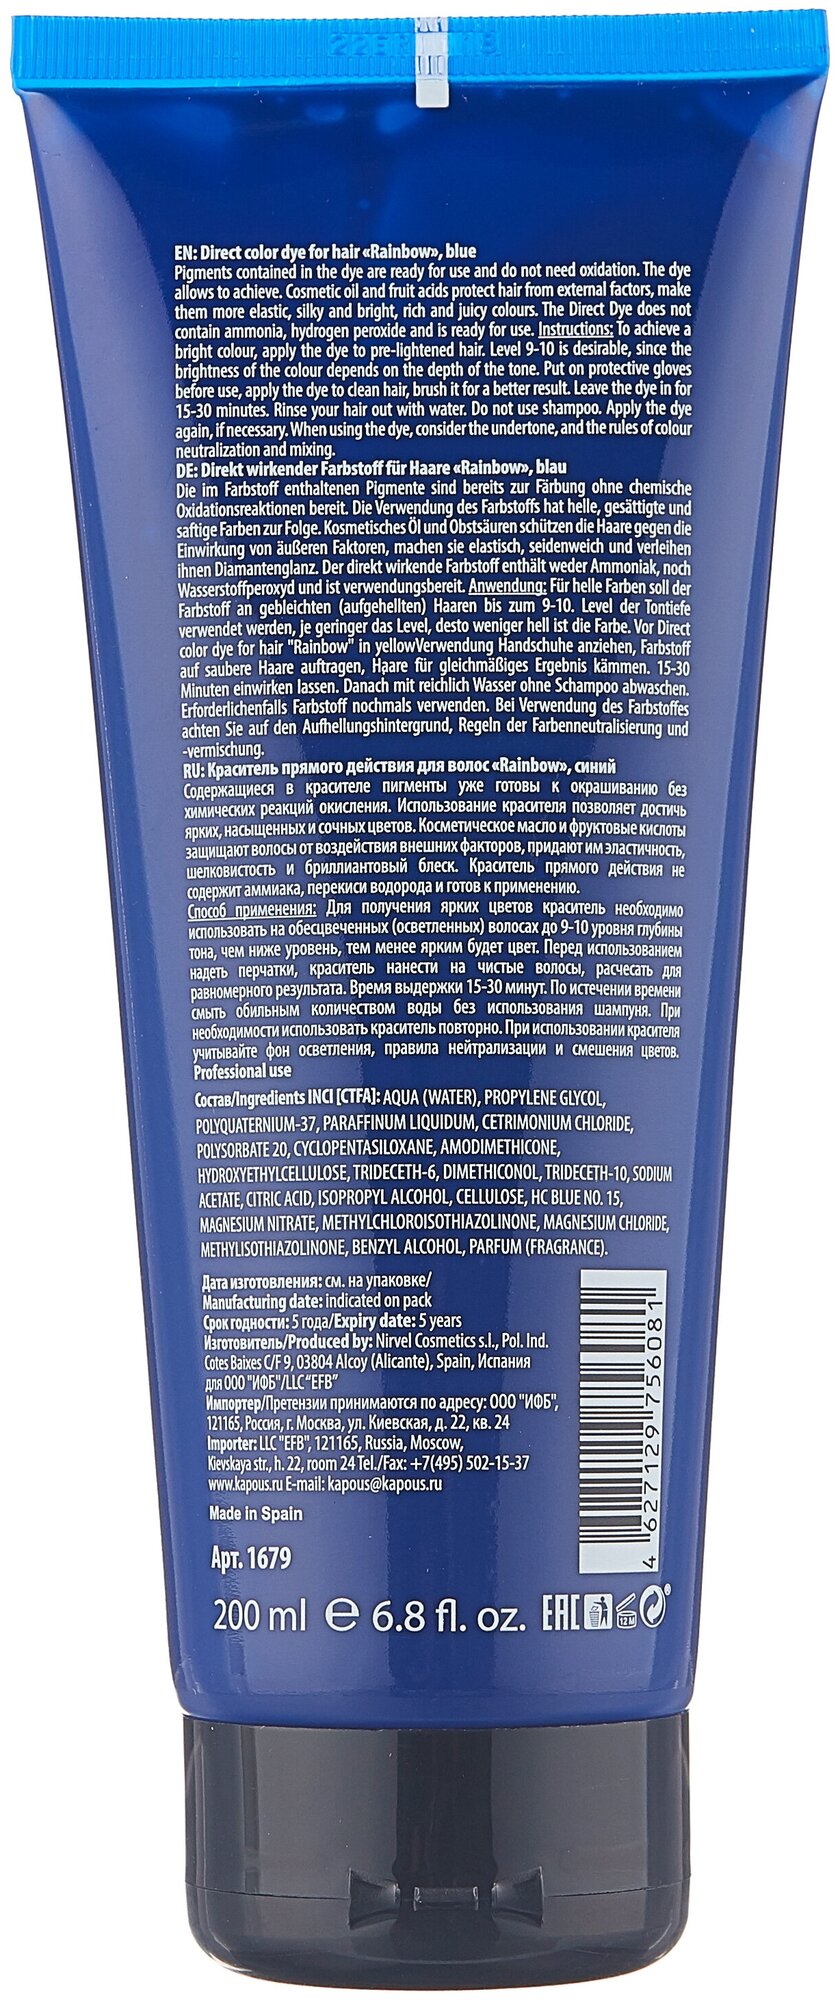 EN: Direct color dye for hair «Rainbow», blue
Pigments contained in the dye are ready for use and do not need oxidation. The dye
allows to achieve. Cosmetic oil and fruit acids protect hair from external factors, make
them more elastic, silky and bright, rich and juicy colours. The Direct Dye does not
contain ammonia, hydrogen peroxide and is ready for use. Instructions: To achieve a
bright colour, apply the dye to pre-lightened hair. Level 9-10 is desirable, since the
brightness of the colour depends on the depth of the tone. Put on protective gloves
before use, apply the dye to clean hair, brush it for a better result. Leave the dye in for
15-30 minutes. Rinse your hair out with water. Do not use shampoo. Apply the dye
again, if necessary. When using the dye, consider the undertone, and the rules of colour
neutralization and mixing.
DE: Direkt wirkender Farbstoff für Haare «Rainbow», blau
Die im Farbstoff enthaltenen Pigmente sind bereits zur Färbung ohne chemische
Oxidationsreaktionen bereit. Die Verwendung des Farbstoffs hat helle, gesättigte und
saftige Farben zur Folge. Kosmetisches Öl und Obstsäuren schützen die Haare gegen die
Einwirkung von äußeren Faktoren, machen sie elastisch, seidenweich und verleihen
ihnen Diamantenglanz. Der direkt wirkende Farbstoff enthält weder Ammoniak, noch
Wasserstoffperoxyd und ist verwendungsbereit. Anwendung: Für helle Farben soll der
Farbstoff an gebleichten (aufgehellten) Haaren bis zum 9-10. Level der Tontiefe
verwendet werden, je geringer das Level, desto weniger hell ist die Farbe. Vor Direct
color dye for hair "Rainbow" in yellowVerwendung Handschuhe anziehen, Farbstoff
auf saubere Haare auftragen, Haare für gleichmäßiges Ergebnis kämmen. 15-30
Minuten einwirken lassen. Danach mit reichlich Wasser ohne Schampoo abwaschen.
Erforderlichenfalls Farbstoff nochmals verwenden. Bei Verwendung des Farbstoffes
achten Sie auf den Aufhellungshintergrund, Regeln der Farbenneutralisierung und
-vermischung.
RU: Краситель прямого действия для волос «Rainbow», синий
Содержащиеся в красителе пигменты уже готовы к окрашиванию без
химических реакций окисления. Использование красителя позволяет достичь
ярких, насыщенных и сочных цветов. Косметическое масло и фруктовые кислоты
защищают волосы от воздействия внешних факторов, придают им эластичность,
шелковистость и бриллиантовый блеск. Краситель прямого действия не
содержит аммиака, перекиси водорода и готов к применению.
Способ применения: Для получения ярких цветов краситель необходимо
использовать на обесцвеченных (осветленных) волосах до 9-10 уровня глубины
тона, чем ниже уровень, тем менее ярким будет цвет. Перед использованием
надеть перчатки, краситель нанести на чистые волосы, расчесать для
равномерного результата. Время выдержки 15-30 минут. По истечении времени
смыть обильным количеством воды без использования шампуня. При
необходимости использовать краситель повторно. При использовании красителя
учитывайте фон осветления, правила нейтрализации и смешения цветов.
Professional use
Состав/Ingredients INCI [CTFA]: AQUA (WATER), PROPYLENE GLYCOL,
POLYQUATERNIUM-37, PARAFFINUM LIQUIDUM, CETRIMONIUM CHLORIDE,
POLYSORBATE 20, CYCLOPENTASILOXANE, AMODIMETHICONE,
HYDROXYETHYLCELLULOSE, TRIDECETH-6, DIMETHICONOL, TRIDECETH-10, SODIUM
ACETATE, CITRIC ACID, ISOPROPYL ALCOHOL, CELLULOSE, HC BLUE NO. 15,
MAGNESIUM NITRATE, METHYLCHLOROISOTHIAZOLINONE, MAGNESIUM CHLORIDE,
METHYLISOTHIAZOLINONE, BENZYL ALCOHOL, PARFUM (FRAGRANCE).
Дата изготовления: см. на упаковке/
Manufacturing date: indicated on pack
Срок годности: 5 года/Expiry date: 5 years
Изготовитель/Produced by: Nirvel Cosmetics s.l., Pol. Ind.
Cotes Baixes C/F 9, 03804 Alcoy (Alicante), Spain, Испания
для ООО "ИФБ"/LLC"EFB"
Импортер/Претензии принимаются по адресу: ООО "ИФБ",
121165, Россия, г. Москва, ул. Киевская, д. 22, кв. 24
Importer: LLC "EFB", 121165, Russia, Moscow,
Kievskaya str., h. 22, room 24 Tel./Fax: +7(495) 502-15-37
www.kapous.ru E-mail: kapous@kapous.ru
Made in Spain
Арт. 1679
4 627129 756081
200 ml e 6.8 fl. oz. EAC 12 M ®